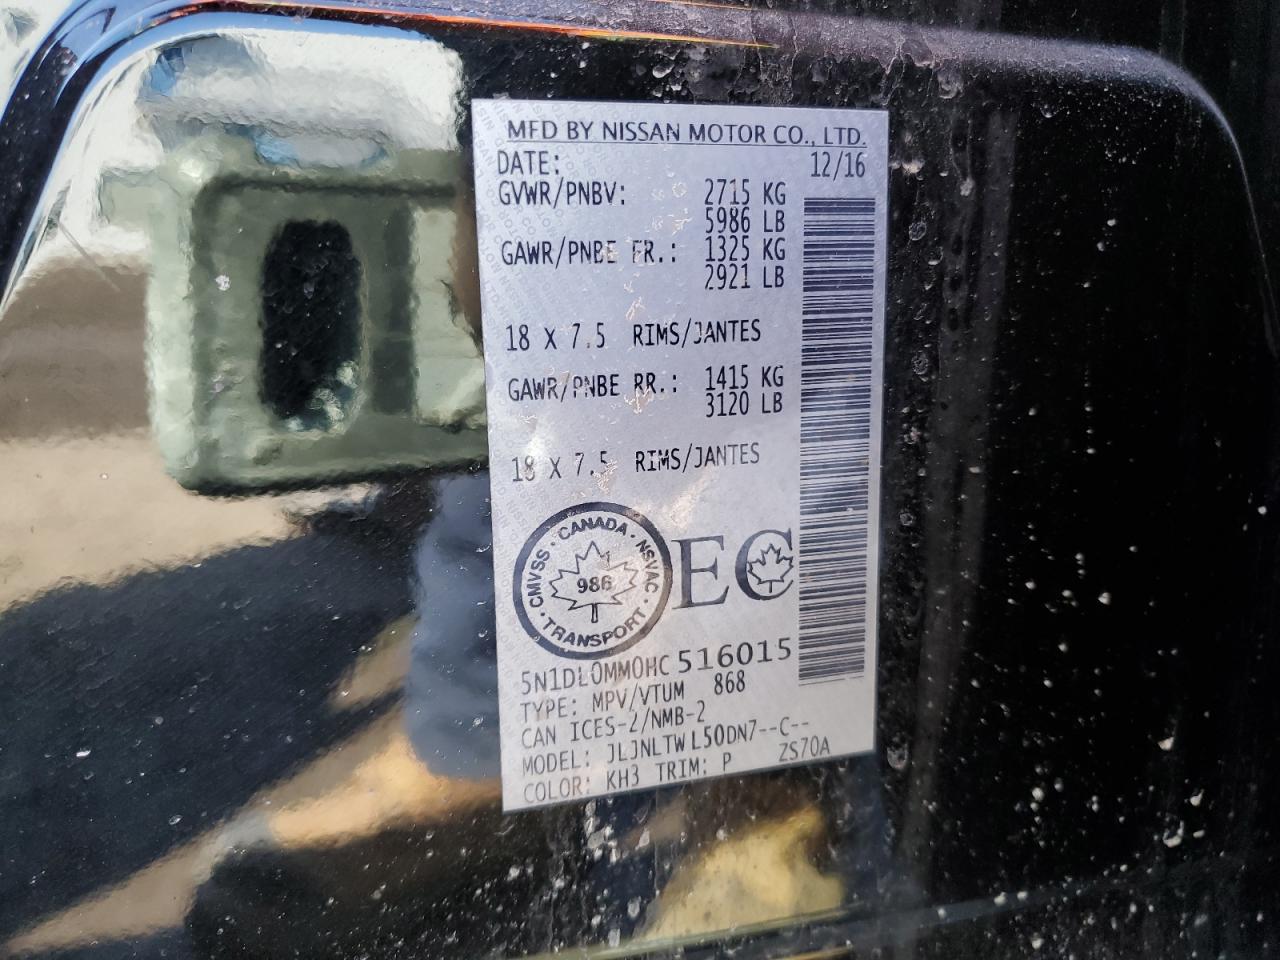 MFD BY NISSAN MOTOR CO., LTD.
DATE: 12/16
GVWR/PNBV: 2715 KG
5986 LB
GAWR/PNBE FR.: 1325 KG
2921 LB
18 X 7.5 RIMS/JANTES
GAWR/PNBE RR.: 1415 KG
3120 LB
18 X 7.5 RIMS/JANTES
CMVSS · CANADA · NSVAC · TRANSPORT
986
EC
5N1DL0MM0HC 516015
TYPE: MPV/VTUM 868
CAN ICES-2/NMB-2
MODEL: JLJNLTWL50DN7--C--
COLOR: KH3 TRIM: P ZS70A